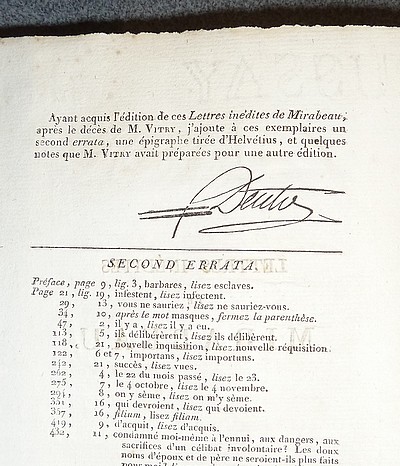 Ayant acquis l'édition de ces Lettres inédites de Mirabeau,
après le décès de M. VITRY, j'ajoute à ces exemplaires un
second errata, une épigraphe tirée d'Helvétius, et quelques
notes que M. VITRY avait préparées pour une autre édition.
SECOND ERRATA.
Préface, page 9, lig. 3, barbares, lisez esclaves.
Page 21, lig. 19, infestent, lisez infectent.
29, 13, vous ne sauriez, lisez ne sauriez-vous.
34, 10, après le mot masques, fermez la parenthèse.
47, 2, il y a, lisez il y a eu.
113, 5, ils délibérèrent, lisez ils délibèrent.
118, 21, nouvelle inquisition, lisez nouvelle réquisition.
122, 6 et 7, importans, lisez importuns.
242, 21, succès, lisez vues.
262, 4, le 22 du mois passé, lisez le 23.
275, 7, le 4 octobre, lisez le 4 novembre.
294, 8, on y sème, lisez on m'y sème.
351, 16, qui devroient, lisez qui devoient.
357, 16, filium, lisez filiam.
419, 9, d'acquit, lisez d'acquis.
432, 11, condamné moi-même à l'ennui, aux dangers, aux
sacrifices d'un célibat involontaire! Les doux
noms d'époux et de père ne seroient-ils plus faits